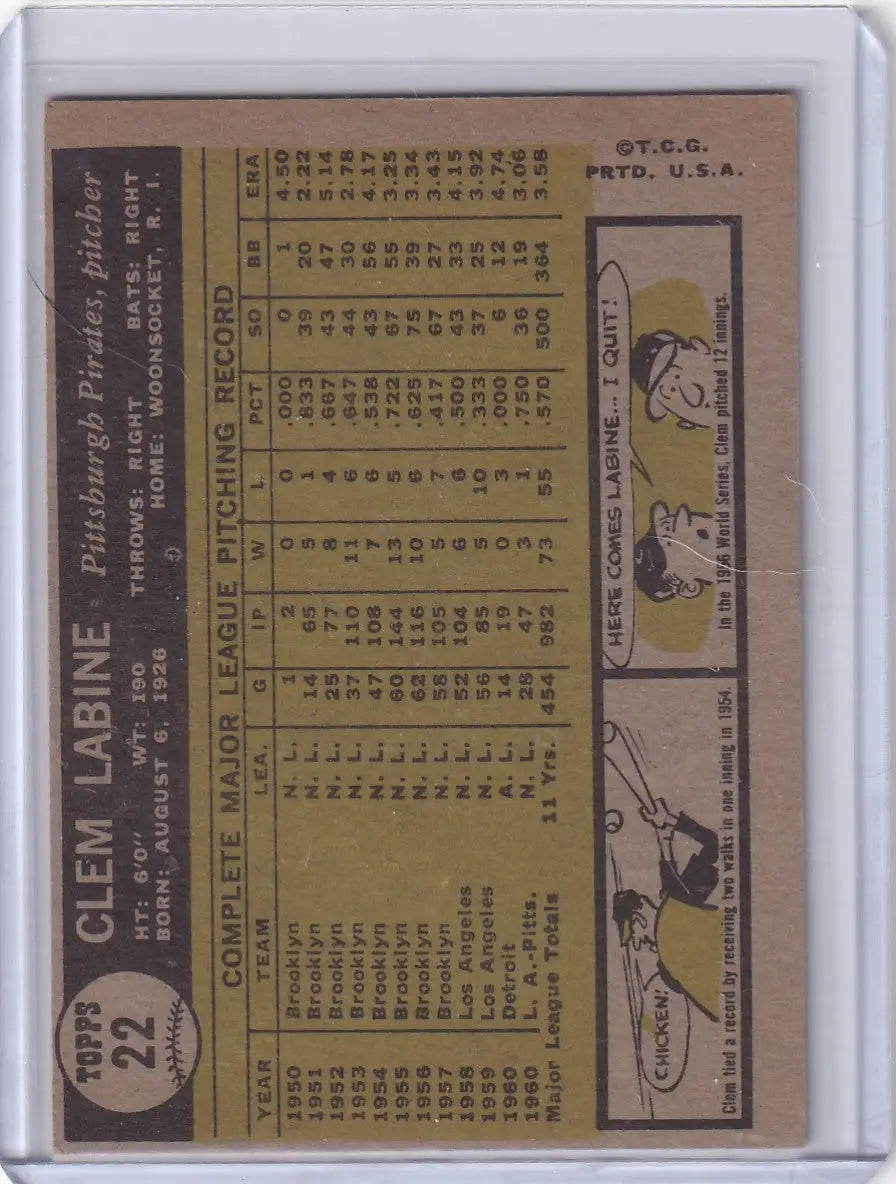 TOPPS
22
CLEM LABINE Pittsburgh Pirates, pitcher
HT: 6'0" WT: 190 THROWS: RIGHT BATS: RIGHT
BORN: AUGUST 6, 1926 HOME: WOONSOCKET, R. I.
COMPLETE MAJOR LEAGUE PITCHING RECORD
YEAR TEAM LEA. G IP W L PCT SO BB ERA
1950 Brooklyn N. L. 1 2 0 0 .000 0 1 4.50
1951 Brooklyn N. L. 14 65 5 1 .833 39 20 2.22
1952 Brooklyn N. L. 25 77 8 4 .667 43 47 5.14
1953 Brooklyn N. L. 37 110 11 6 .647 44 30 2.78
1954 Brooklyn N. L. 47 108 7 6 .538 43 56 4.17
1955 Brooklyn N. L. 60 144 13 5 .722 67 55 3.25
1956 Brooklyn N. L. 62 116 10 6 .625 75 39 3.34
1957 Brooklyn N. L. 58 105 5 7 .417 67 27 3.43
1958 Los Angeles N. L. 52 104 6 6 .500 43 33 4.15
1959 Los Angeles N. L. 56 85 5 10 .333 37 25 3.92
1960 Detroit A. L. 14 19 0 3 .000 6 12 4.74
1960 L. A.-Pitts. N. L. 28 47 3 1 .750 36 19 3.06
Major League Totals 11 Yrs. 454 982 73 55 .570 500 364 3.58
CHICKEN!
Clem tied a record by receiving two walks in one inning in 1954.
HERE COMES LABINE... I QUIT!
In the 1956 World Series, Clem pitched 12 innings.
©T.C.G.
PRTD. U.S.A.